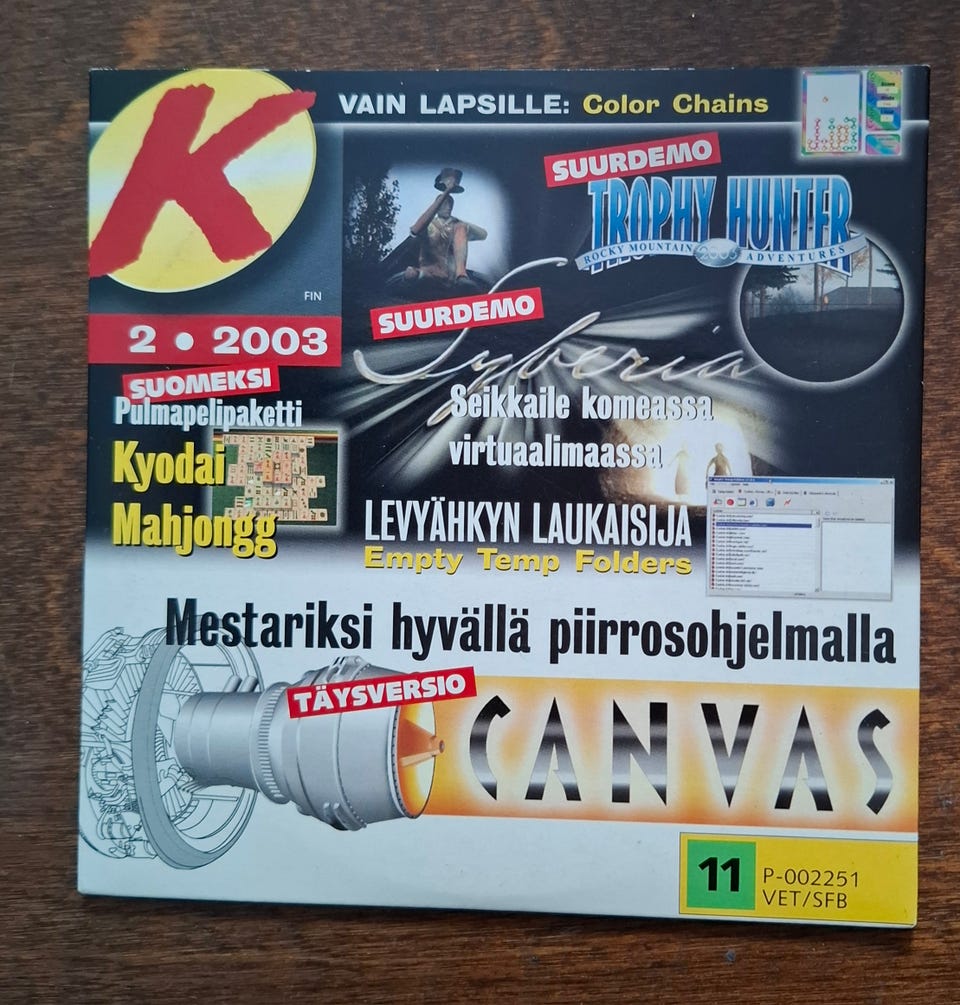 K
VAIN LAPSILLE: Color Chains
SUURDEMO
TROPHY HUNTER
ROCKY MOUNTAIN 2003 ADVENTURES
FIN
2 • 2003
SUURDEMO
Syberia
Seikkaile komeassa
virtuaalimaassa
SUOMEKSI
Pulmapelipaketti
Kyodai
Mahjongg
LEVYÄHKYN LAUKAISIJA
Empty Temp Folders
Mestariksi hyvällä piirrosohjelmalla
TÄYSVERSIO
CANVAS
11
P-002251
VET/SFB